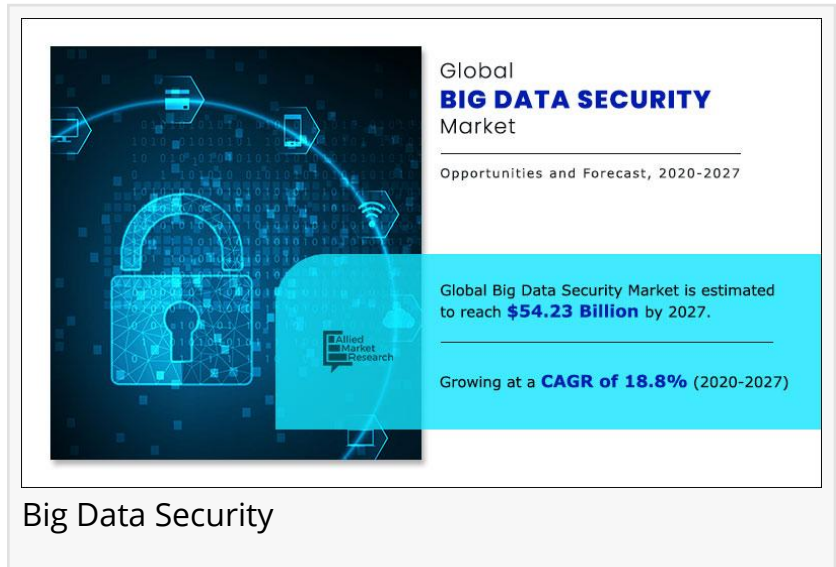 Global
BIG DATA SECURITY
Market
Opportunities and Forecast, 2020-2027
Global Big Data Security Market is estimated
to reach $54.23 Billion by 2027.
Growing at a CAGR of 18.8% (2020-2027)
Allied
Market
Research
Big Data Security